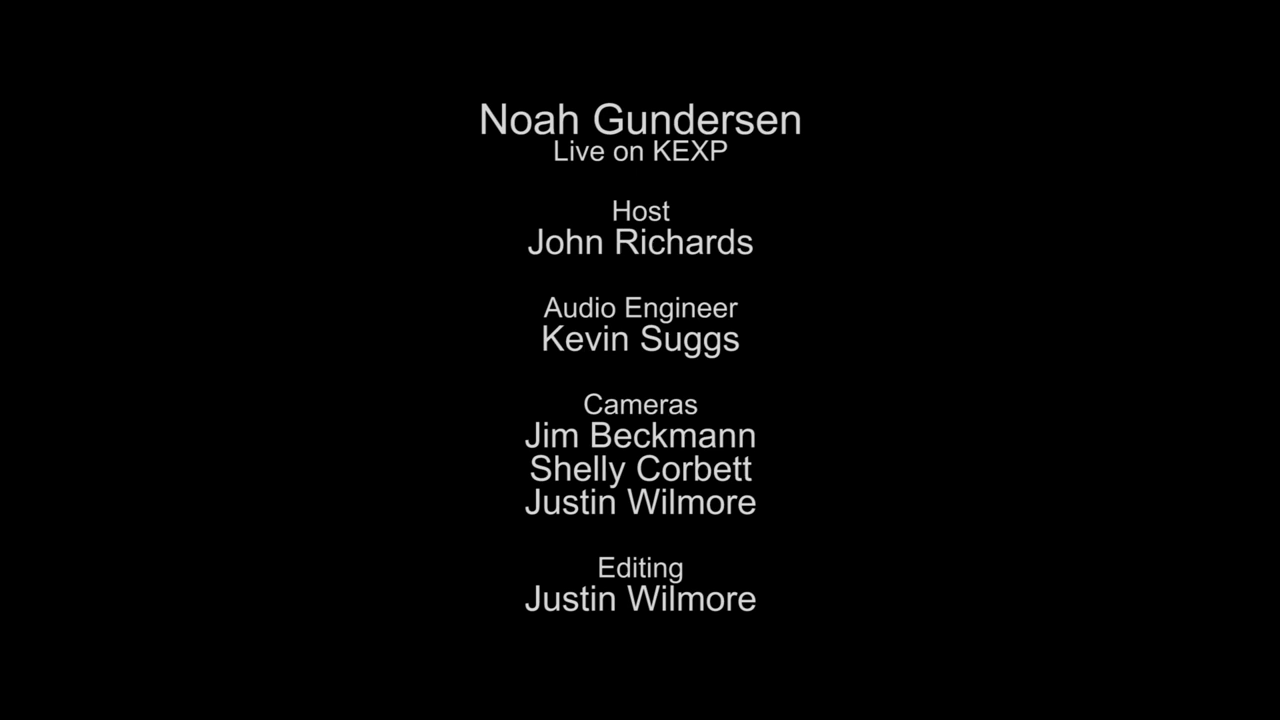 Noah Gundersen
Live on KEXP
Host
John Richards
Audio Engineer
Kevin Suggs
Cameras
Jim Beckmann
Shelly Corbett
Justin Wilmore
Editing
Justin Wilmore